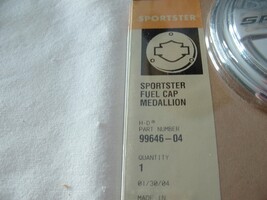 SPORTSTER
SPORTSTER
FUEL CAP
MEDALLION
H-D®
PART NUMBER
99646-04
QUANTITY
1
01/30/04
MADE IN